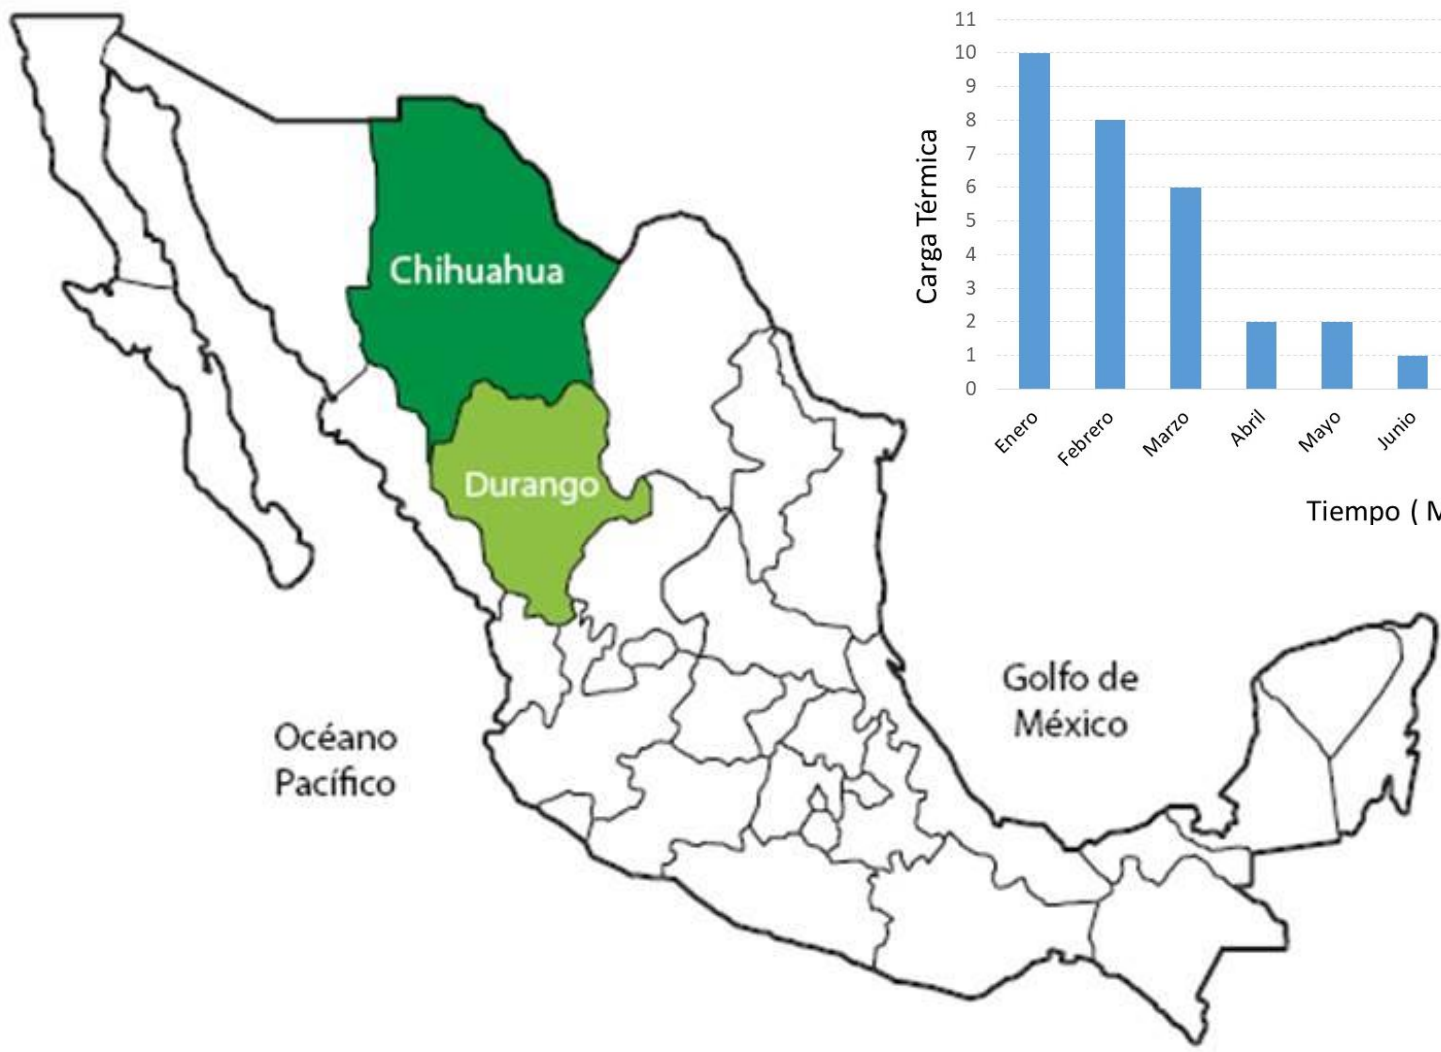 11
10
9
8
7
6
5
4
3
2
1
0
Carga Térmica
Enero
Febrero
Marzo
Abril
Mayo
Junio
Tiempo ( M
Chihuahua
Durango
Golfo de
México
Océano
Pacífico